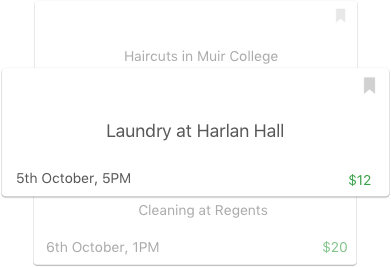 Haircuts in Muir College
Laundry at Harlan Hall
5th October, 5PM $12
Cleaning at Regents
6th October, 1PM $20